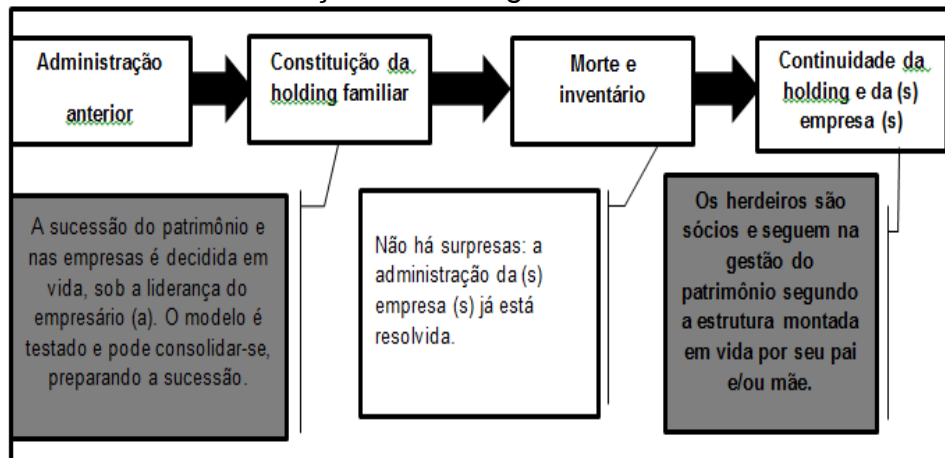 Administração
anterior
Constituição da
holding familiar
Morte e
inventário
Continuidade da
holding e da (s)
empresa (s)
A sucessão do patrimônio e
nas empresas é decidida em
vida, sob a liderança do
empresário (a). O modelo é
testado e pode consolidar-se,
preparando a sucessão.
Não há surpresas: a
administração da (s)
empresa (s) já está
resolvida.
Os herdeiros são
sócios e seguem na
gestão do
patrimônio segundo
a estrutura montada
em vida por seu pai
e/ou mãe.